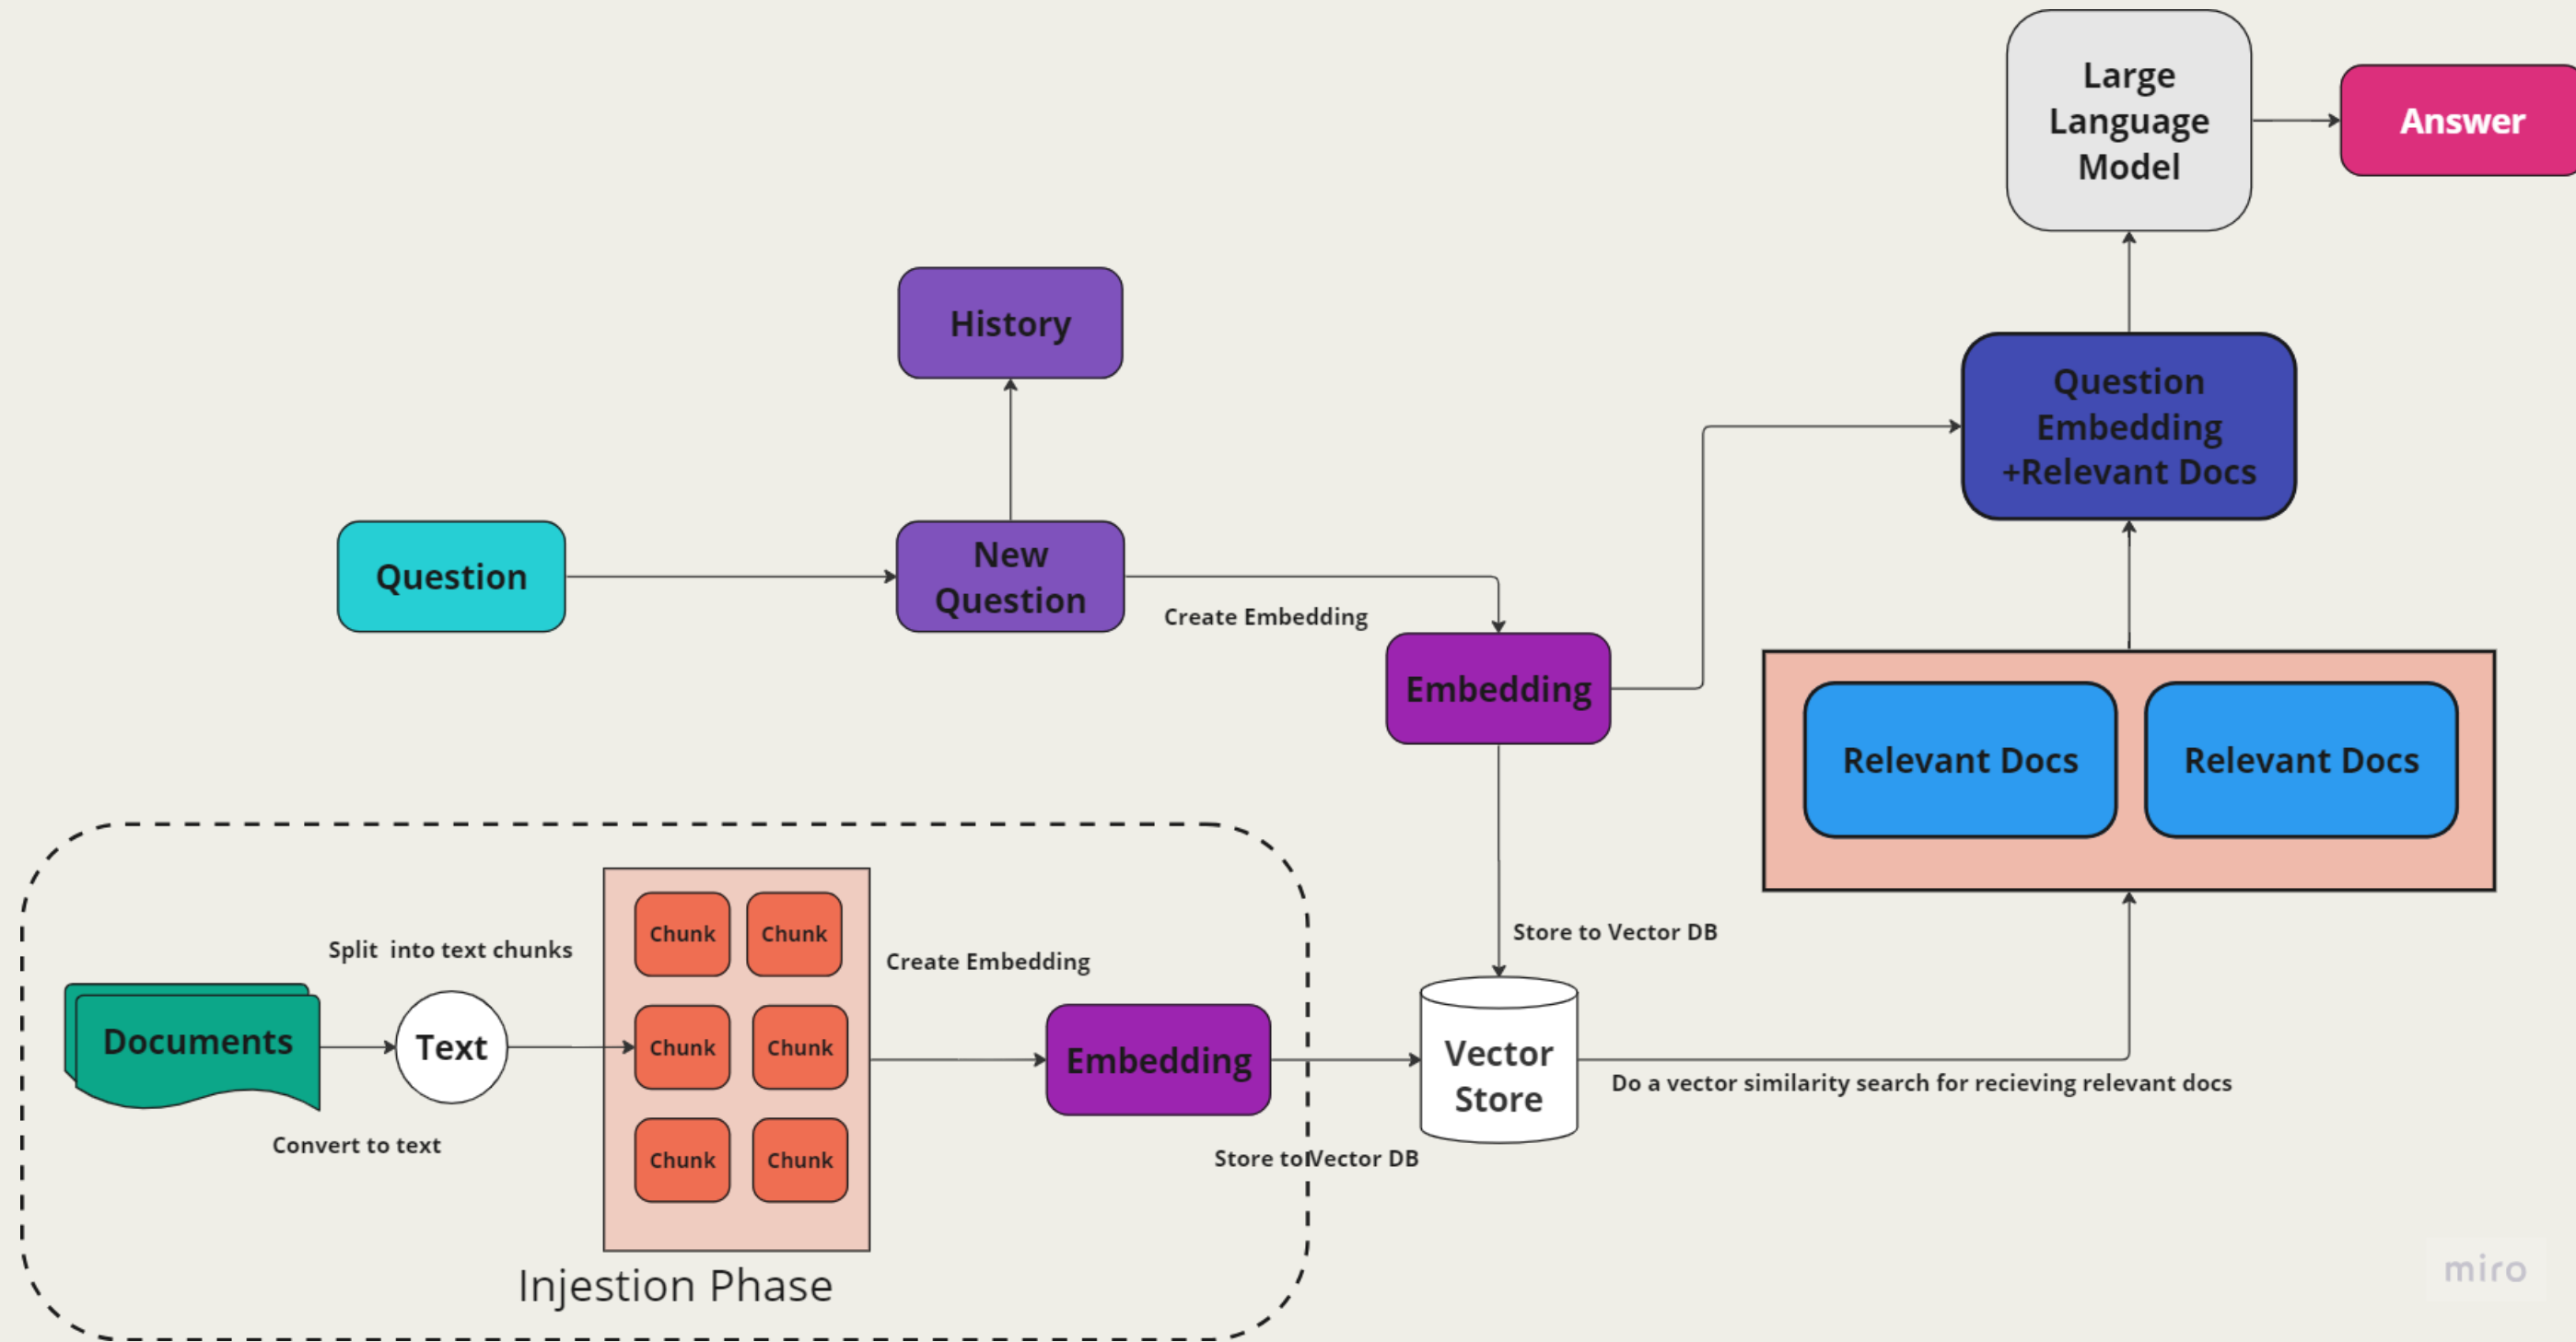 Large
Language
Model
Answer
History
Question
Embedding
+Relevant Docs
Question
New
Question
Create Embedding
Embedding
Relevant Docs
Relevant Docs
Store to Vector DB
Split  into text chunks
Chunk
Chunk
Create Embedding
Documents
Text
Chunk
Chunk
Embedding
Vector
Store
Do a vector similarity search for recieving relevant docs
Convert to text
Chunk
Chunk
Store to Vector DB
Injestion Phase
miro